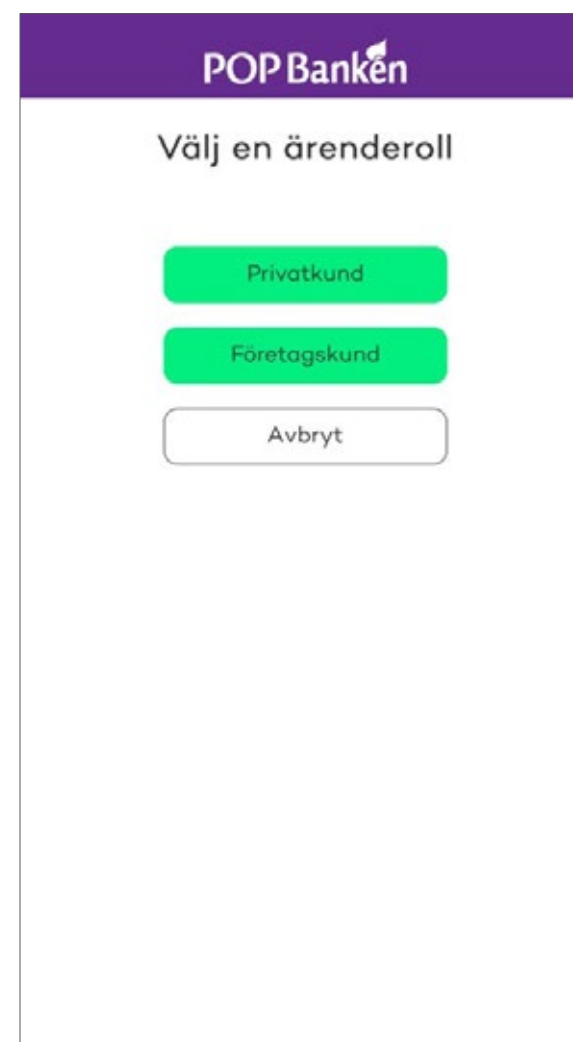 POP Banken
Välj en ärenderoll
Privatkund
Företagskund
Avbryt